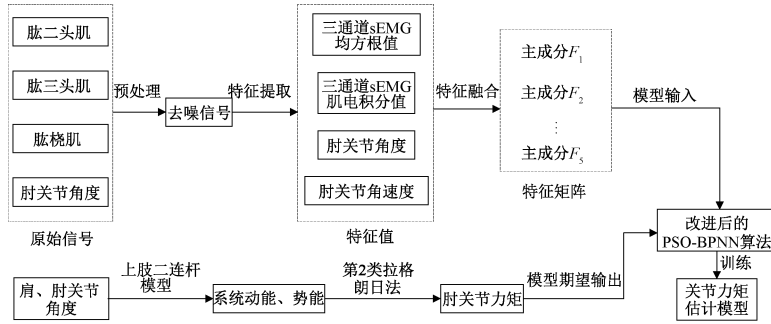 肱二头肌
肱三头肌
肱桡肌
肘关节角度
原始信号
预处理
去噪信号
特征提取
三通道sEMG
均方根值
三通道sEMG
肌电积分值
肘关节角度
肘关节角速度
特征值
特征融合
主成分F₁
主成分F₂
⋮
主成分F₅
特征矩阵
模型输入
改进后的
PSO-BPNN算法
训练
关节力矩
估计模型
肩、肘关节
角度
上肢二连杆
模型
系统动能、势能
第2类拉格
朗日法
肘关节力矩
模型期望输出